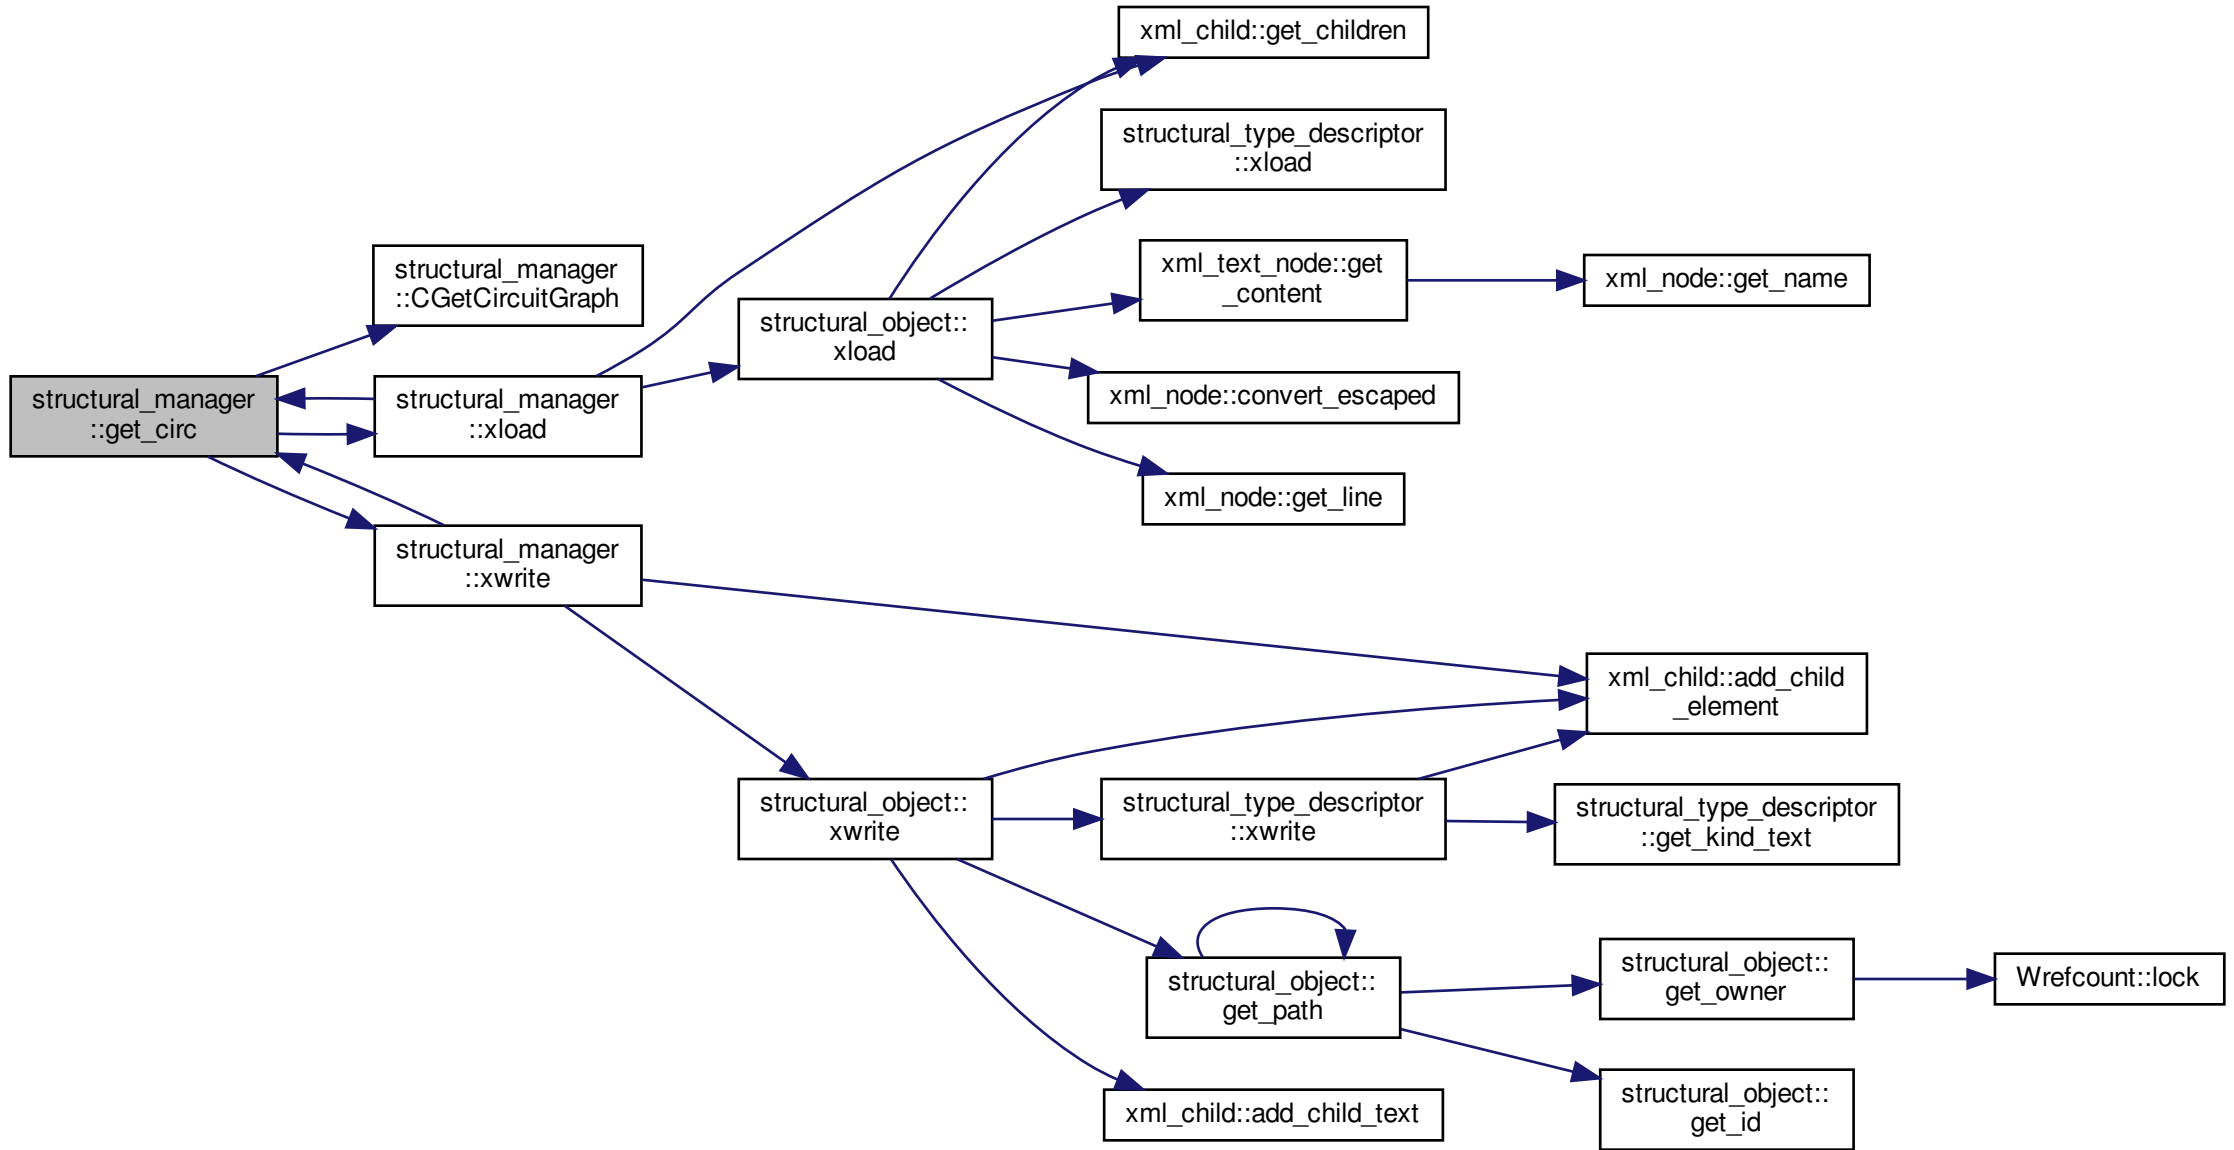 structural_manager
::get_circ
structural_manager
::CGetCircuitGraph
structural_manager
::xload
structural_manager
::xwrite
structural_object::
xload
structural_object::
xwrite
xml_child::get_children
structural_type_descriptor
::xload
xml_text_node::get
_content
xml_node::convert_escaped
xml_node::get_line
xml_node::get_name
xml_child::add_child
_element
structural_type_descriptor
::xwrite
structural_type_descriptor
::get_kind_text
structural_object::
get_path
structural_object::
get_owner
Wrefcount::lock
structural_object::
get_id
xml_child::add_child_text